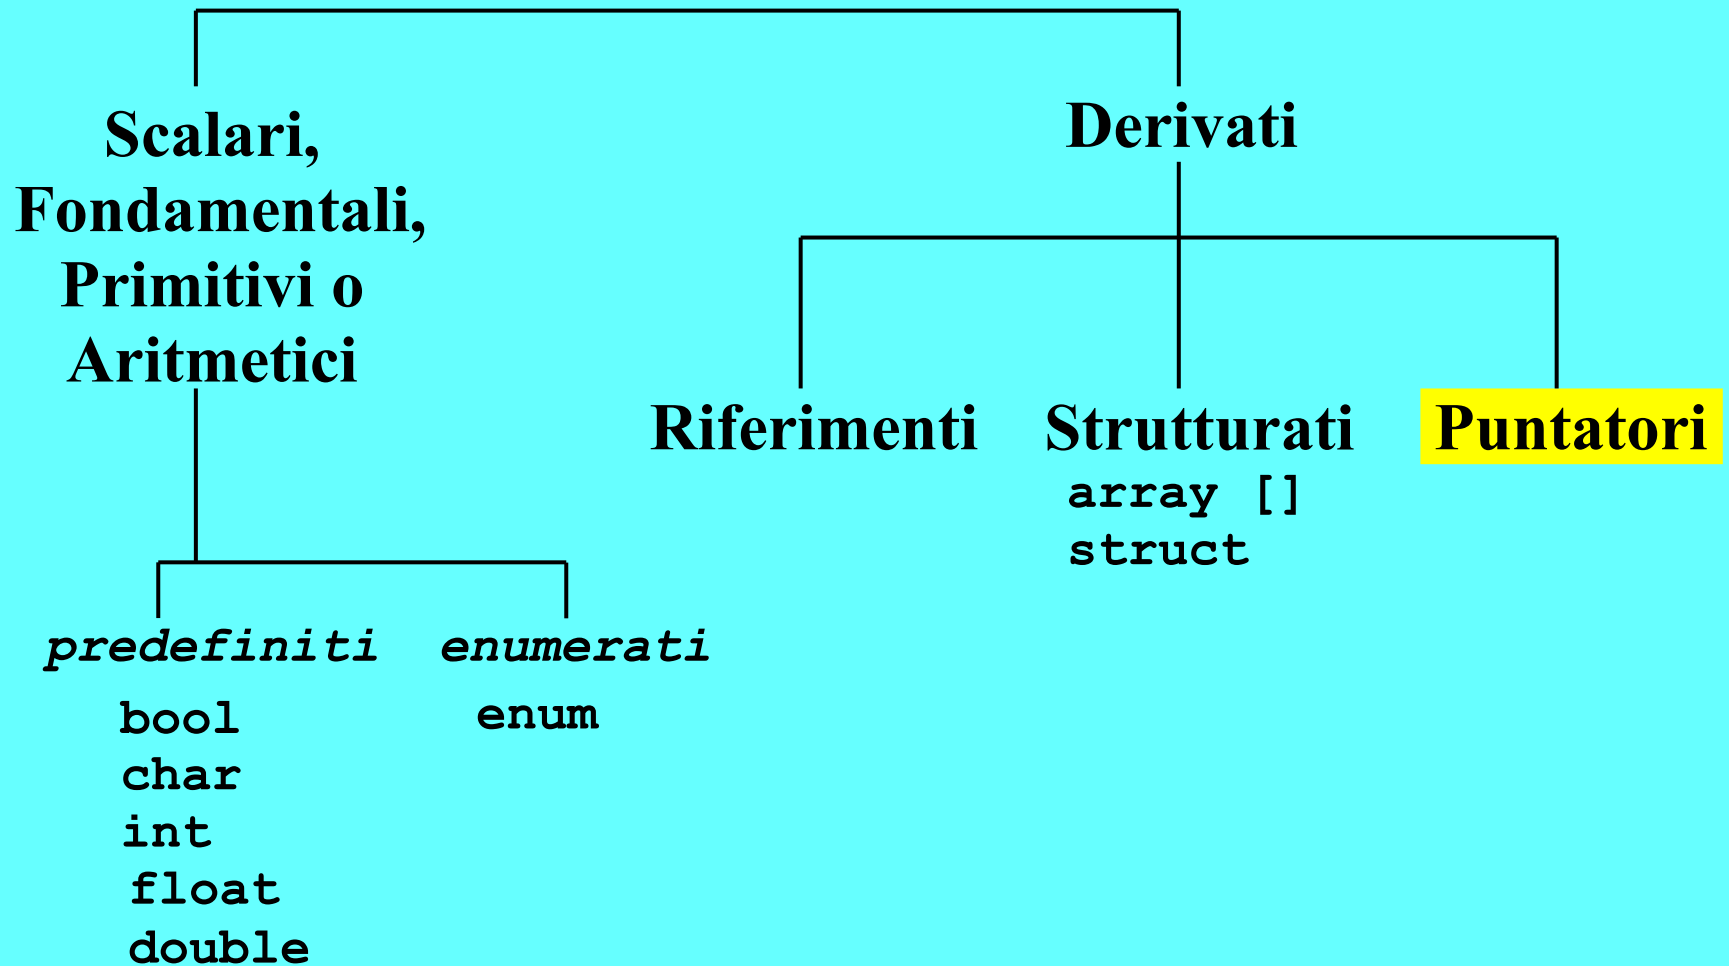 Scalari,
Fondamentali,
Primitivi o
Aritmetici
Derivati
Riferimenti
Strutturati
array []
struct
Puntatori
predefiniti
bool
char
int
float
double
enumerati
enum